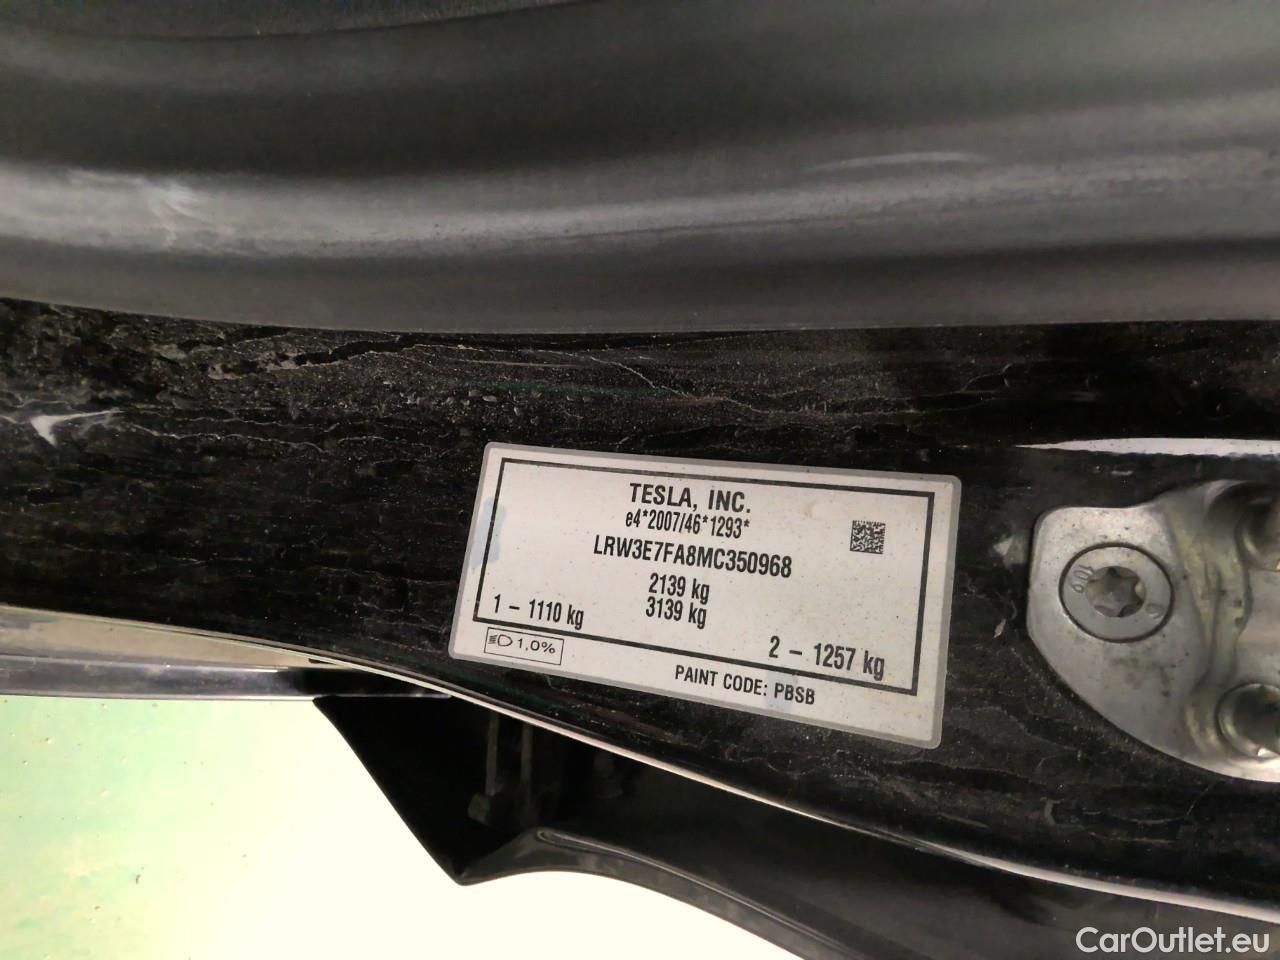 TESLA, INC.
e4*2007/46*1293*
LRW3E7FA8MC350968
2139 kg
3139 kg
1 – 1110 kg
2 – 1257 kg
1,0%
PAINT CODE: PBSB
CarOutlet.eu